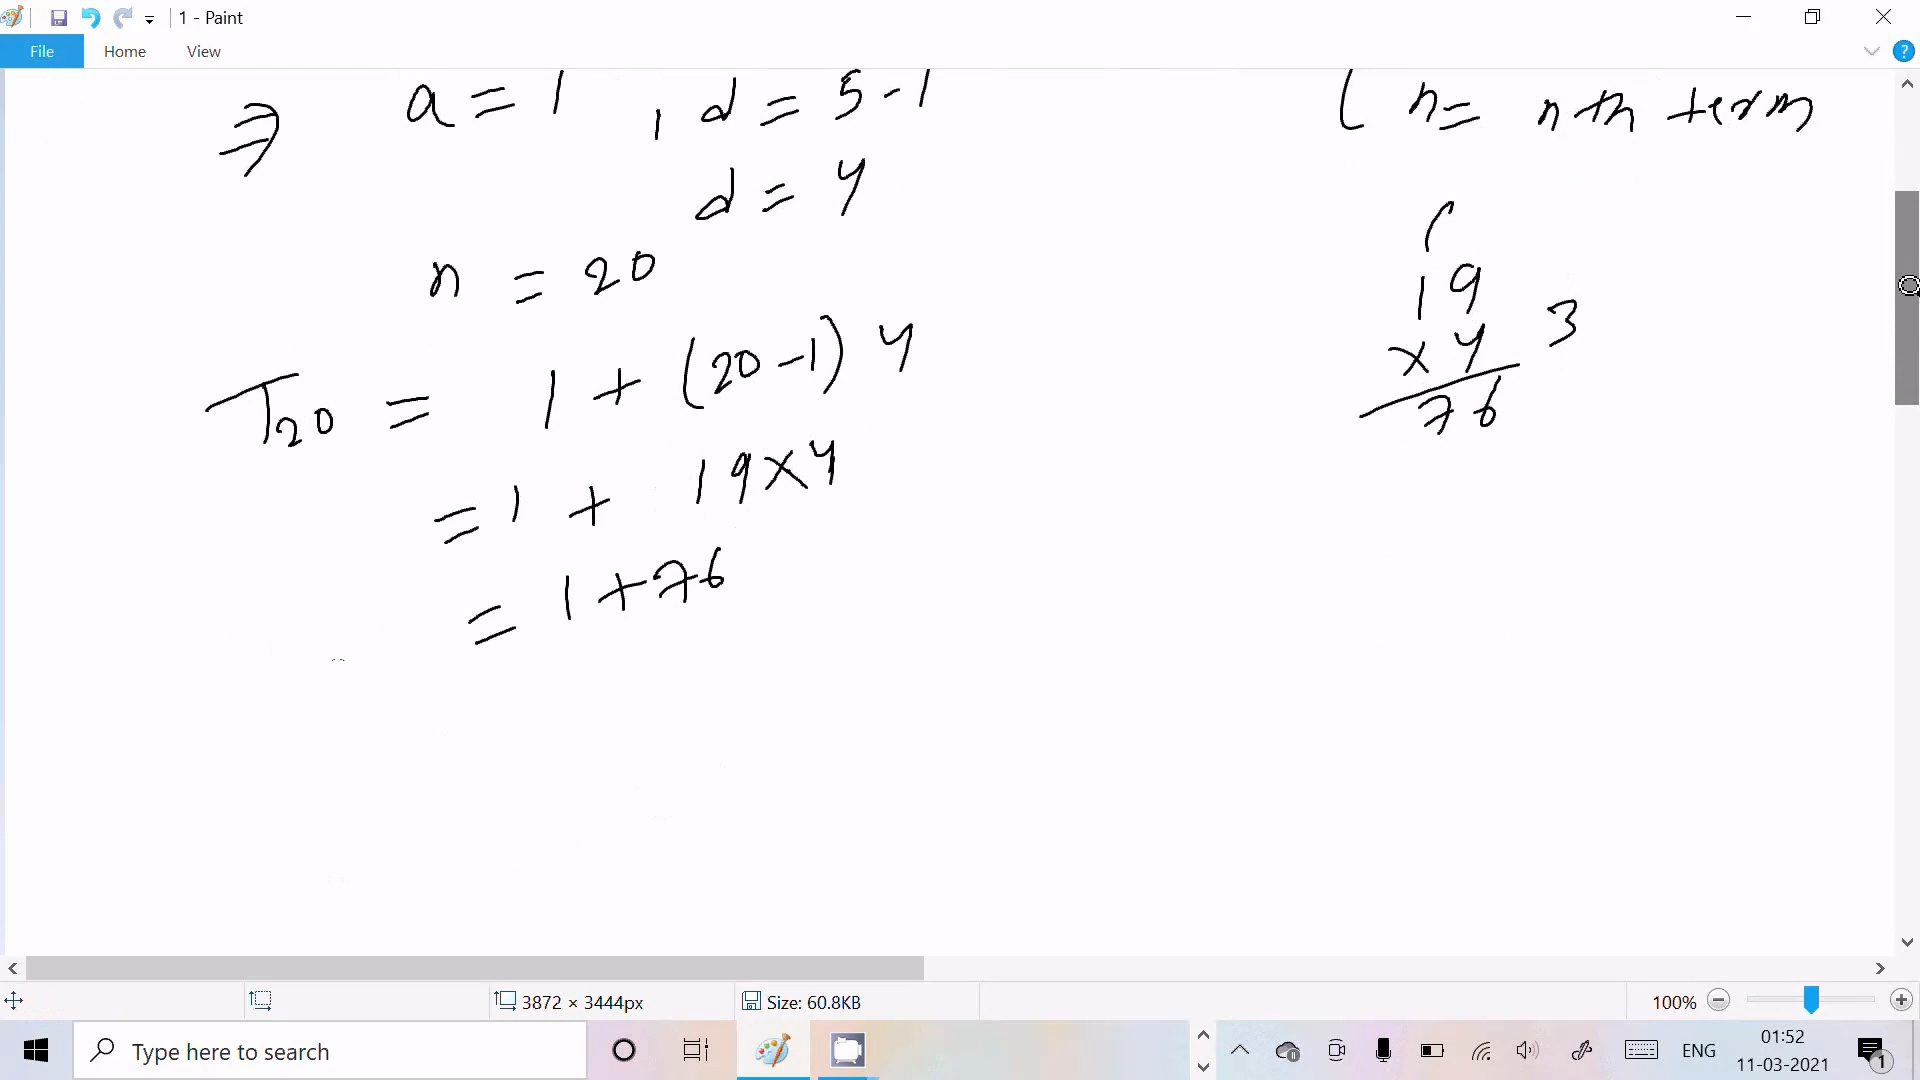 1 - Paint
File Home View
⇒ a = 1 , d = 5 - 1
d = 4
n = 20
T20 = 1 + (20 - 1) 4
= 1 + 19 x 4
= 1 + 76
( n = nth term
19
x 4 3
76
3872 × 3444px Size: 60.8KB 100%
Type here to search
ENG
01:52
11-03-2021
1